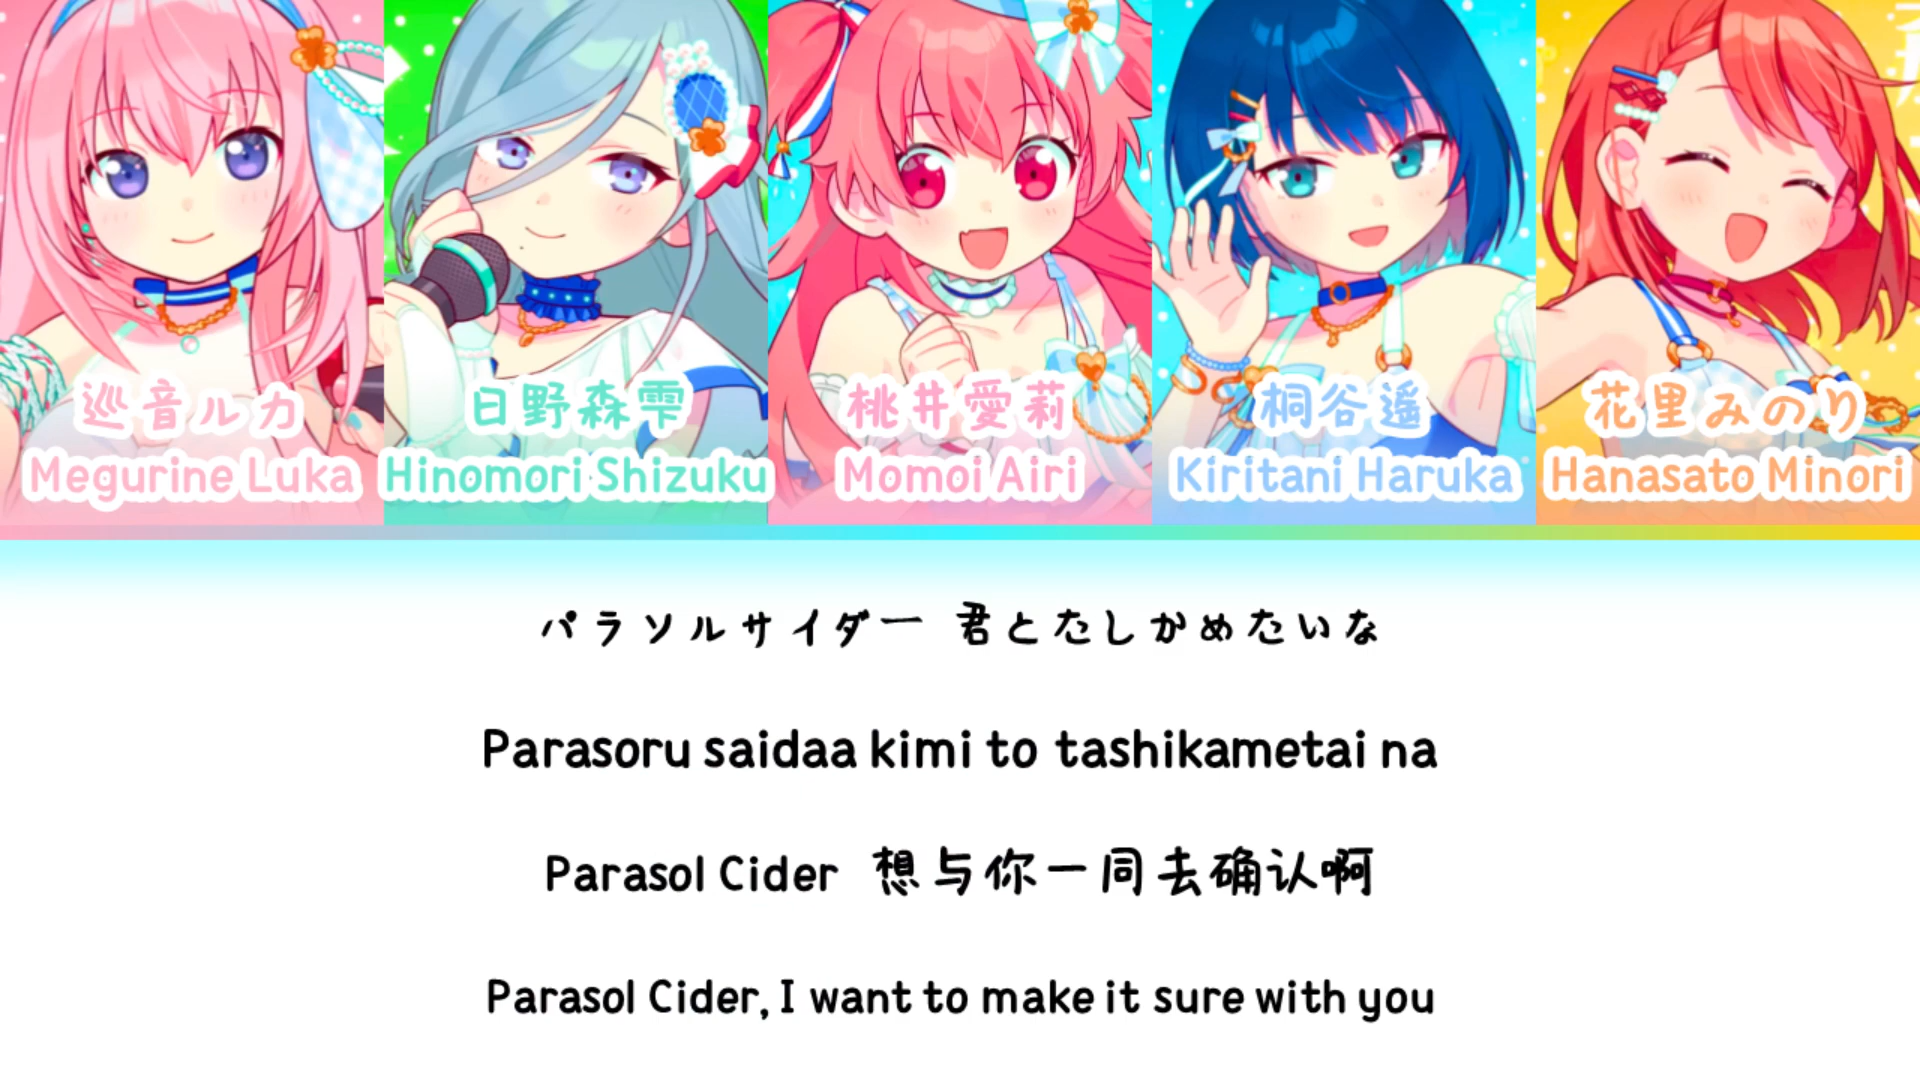 巡音ルカ
Megurine Luka
日野森雫
Hinomori Shizuku
桃井愛莉
Momoi Airi
桐谷遥
Kiritani Haruka
花里みのり
Hanasato Minori
パラソルサイダー 君とたしかめたいな
Parasoru saidaa kimi to tashikametai na
Parasol Cider 想与你一同去确认啊
Parasol Cider, I want to make it sure with you